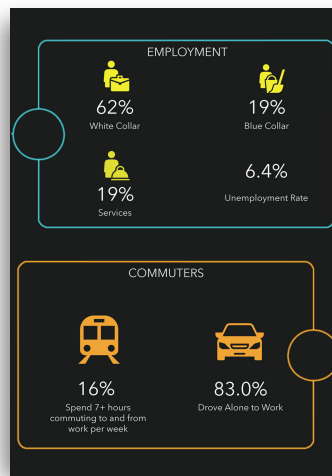 EMPLOYMENT
62%
White Collar
19%
Blue Collar
19%
Services
6.4%
Unemployment Rate
COMMUTERS
16%
Spend 7+ hours
commuting to and from
work per week
83.0%
Drove Alone to Work